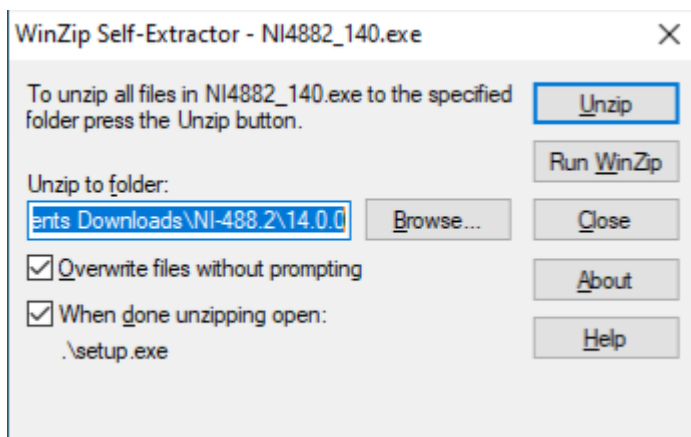 WinZip Self-Extractor - NI4882_140.exe
To unzip all files in NI4882_140.exe to the specified
folder press the Unzip button.
Unzip
Run WinZip
Unzip to folder:
ents Downloads\NI-488.2\14.0.0
Browse...
Close
Overwrite files without prompting
About
When done unzipping open:
.\setup.exe
Help